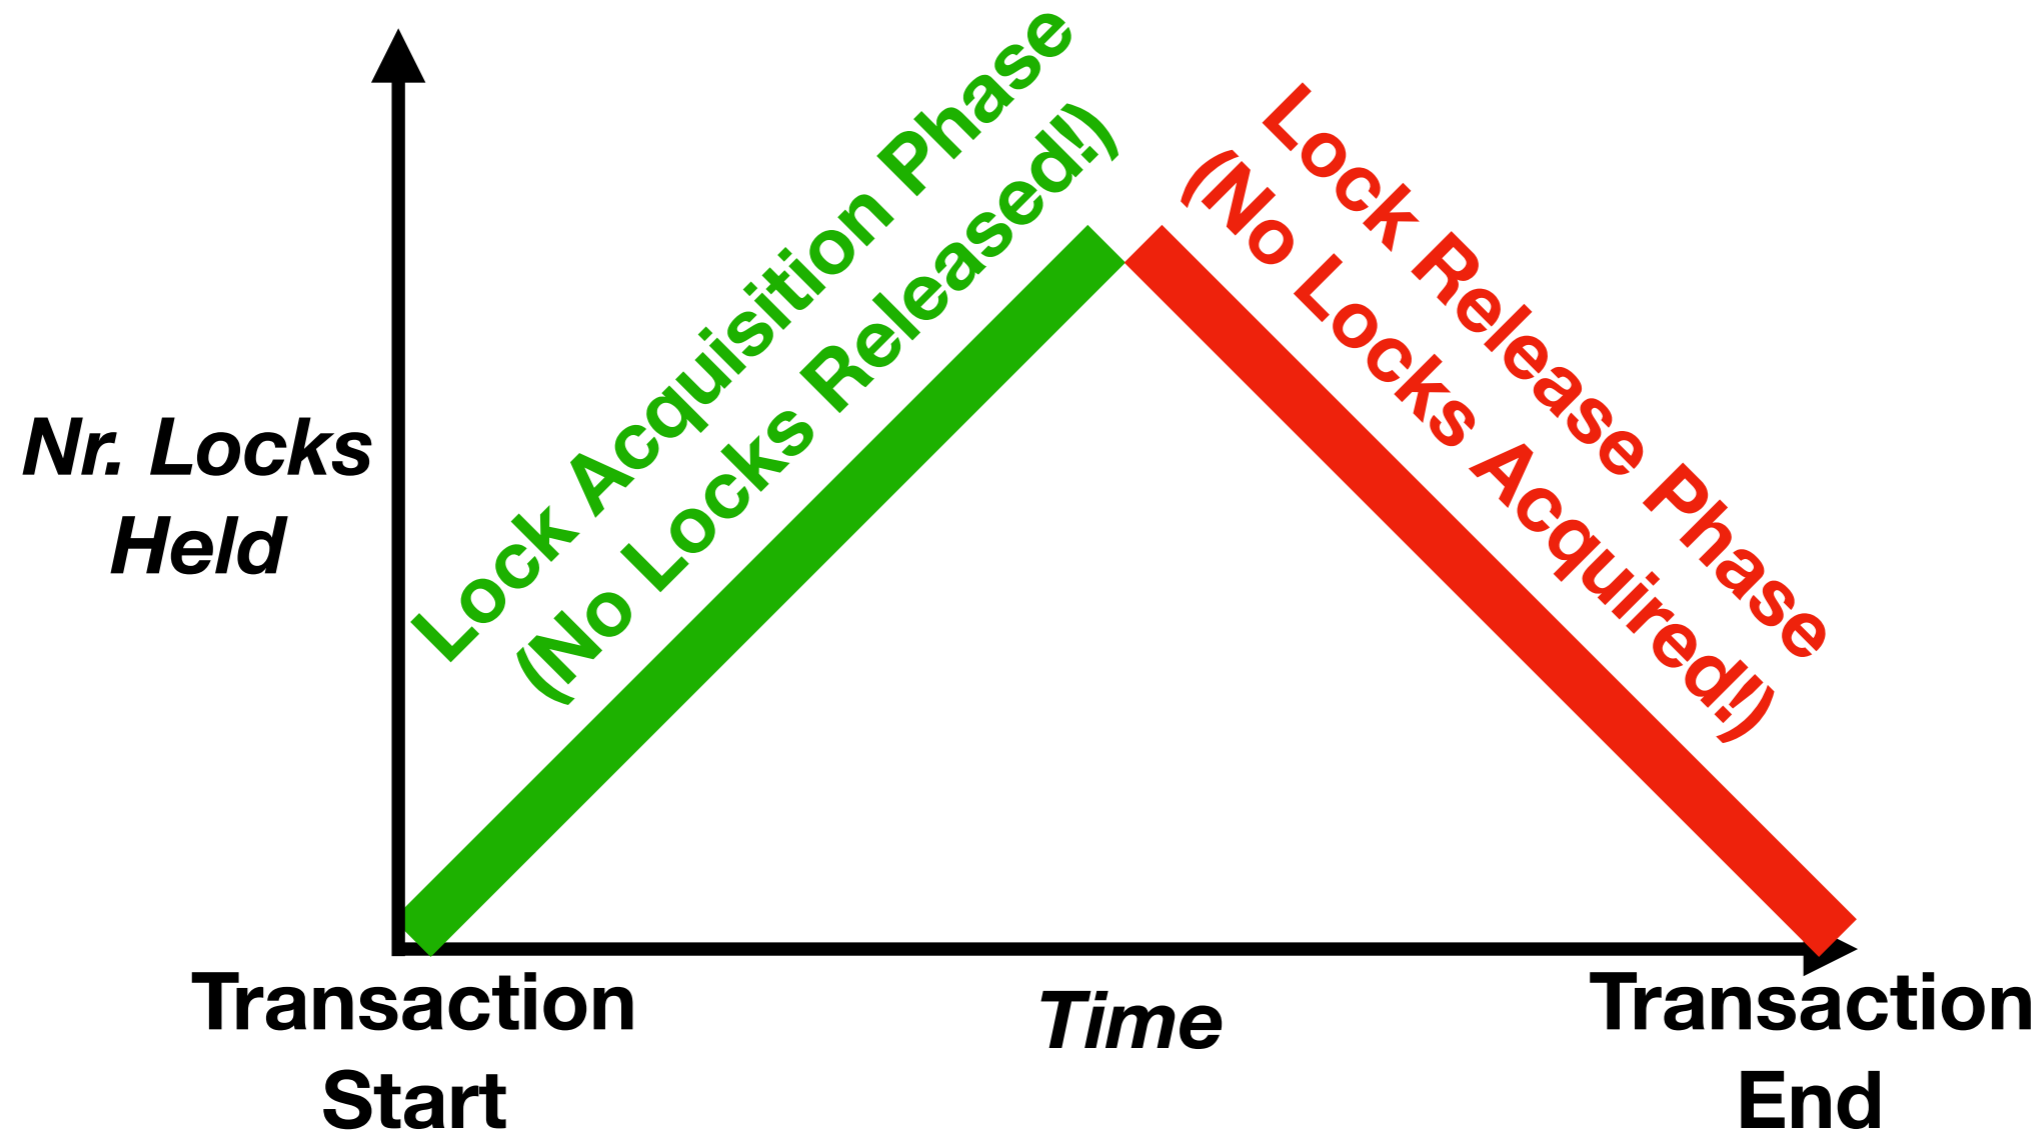 Lock Acquisition Phase
(No Locks Released!)
Lock Release Phase
(No Locks Acquired!)
Nr. Locks
Held
Transaction
Start
Time
Transaction
End